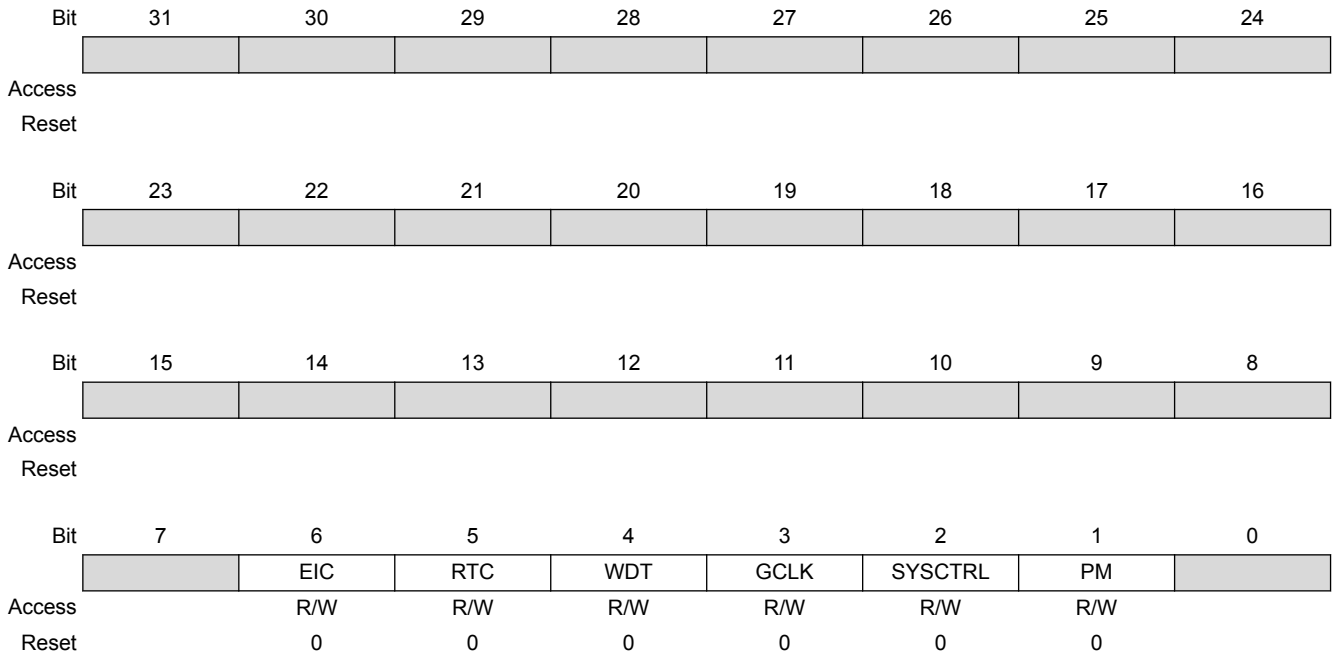 Bit 31 30 29 28 27 26 25 24
Access
Reset
Bit 23 22 21 20 19 18 17 16
Access
Reset
Bit 15 14 13 12 11 10 9 8
Access
Reset
Bit 7 6 5 4 3 2 1 0
EIC RTC WDT GCLK SYSCTRL PM
Access R/W R/W R/W R/W R/W R/W
Reset 0 0 0 0 0 0